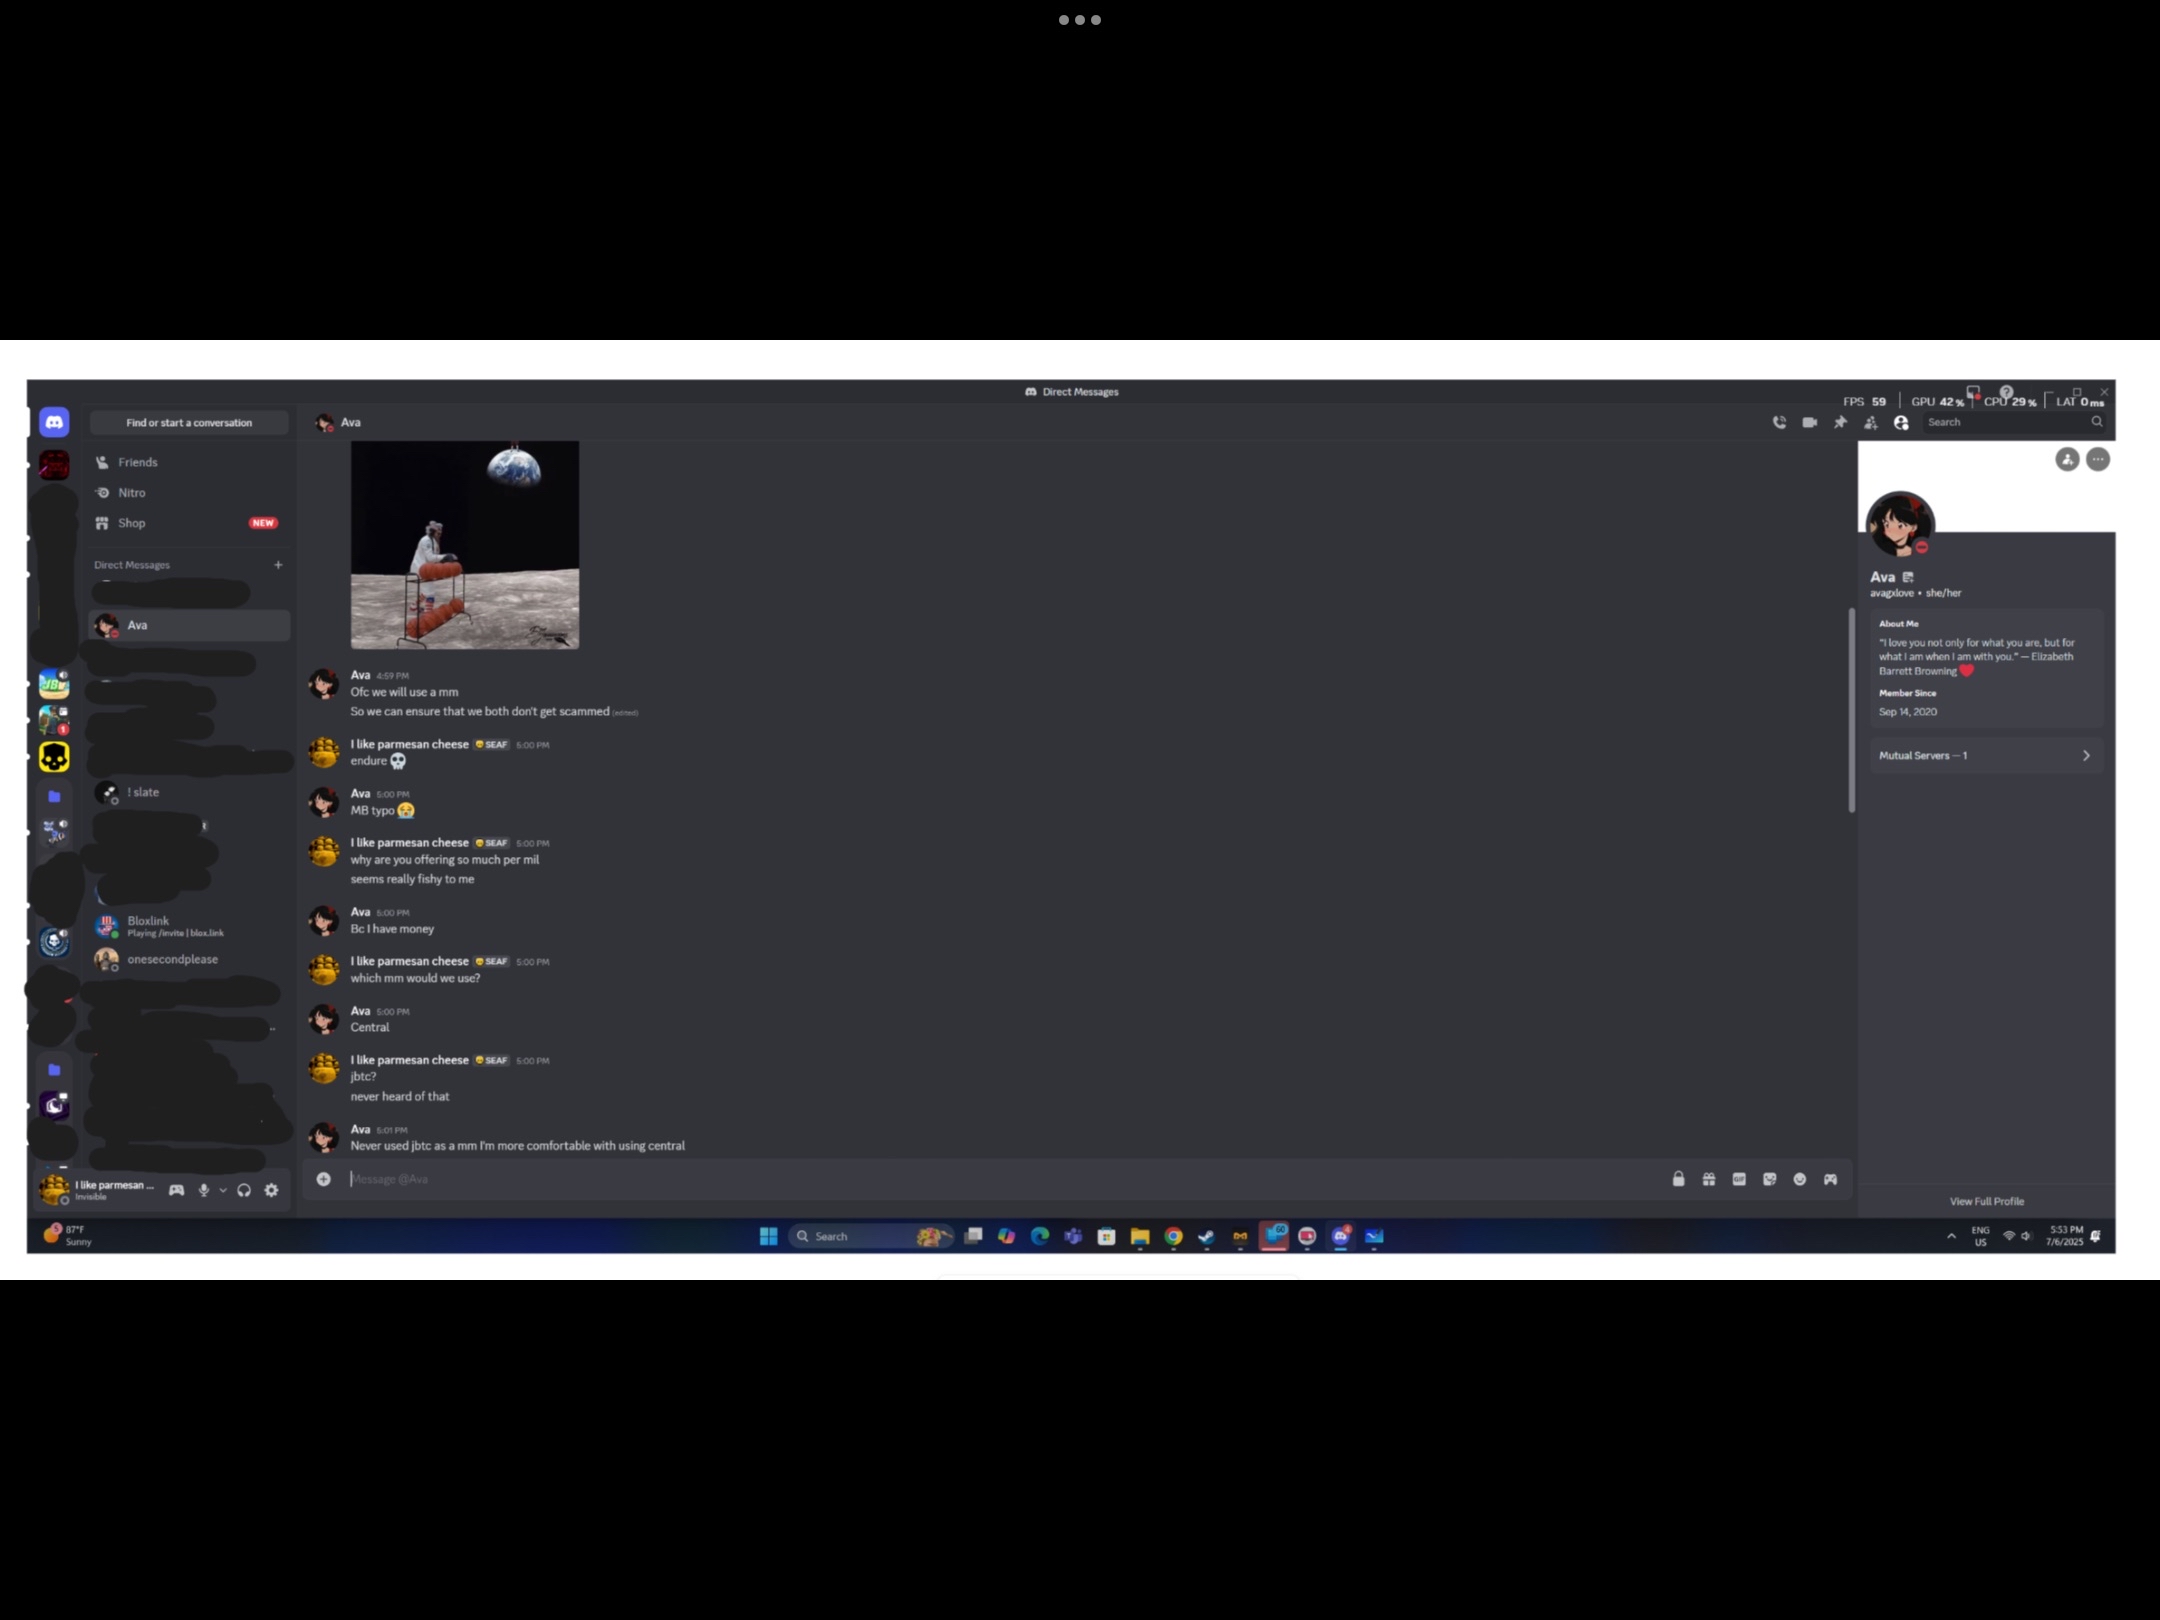 Direct Messages
FPS 59 GPU 42% CPU 29% LAT 0 ms
Find or start a conversation
Ava
Search
Friends
Nitro
Shop
NEW
Direct Messages
Ava
! slate
Bloxlink
Playing /invite | blox.link
onesecondplease
I like parmesan ...
Invisible
Ava 4:59 PM
Ofc we will use a mm
So we can ensure that we both don't get scammed (edited)
I like parmesan cheese SEAF 5:00 PM
endure
Ava 5:00 PM
MB typo
I like parmesan cheese SEAF 5:00 PM
why are you offering so much per mil
seems really fishy to me
Ava 5:00 PM
Bc I have money
I like parmesan cheese SEAF 5:00 PM
which mm would we use?
Ava 5:00 PM
Central
I like parmesan cheese SEAF 5:00 PM
jbtc?
never heard of that
Ava 5:01 PM
Never used jbtc as a mm I'm more comfortable with using central
Message @Ava
GIF
Ava
avagxlove • she/her
About Me
"I love you not only for what you are, but for
what I am when I am with you." — Elizabeth
Barrett Browning
Member Since
Sep 14, 2020
Mutual Servers — 1
View Full Profile
87°F
Sunny
Search
ENG
US
5:53 PM
7/6/2025